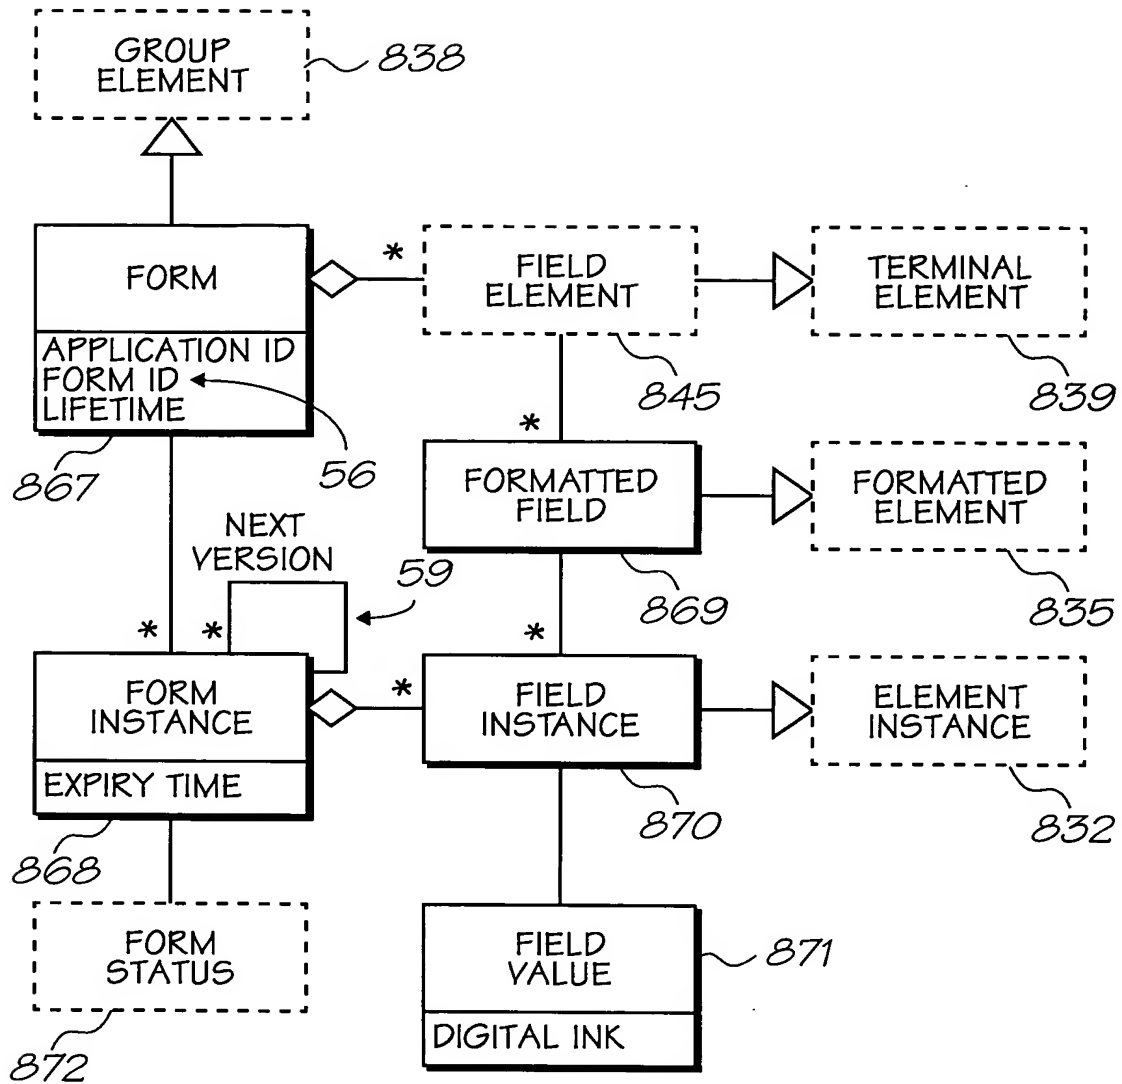 GROUP
ELEMENT
838
FORM
APPLICATION ID
FORM ID
LIFETIME
867
56
*
FIELD
ELEMENT
845
TERMINAL
ELEMENT
839
*
FORMATTED
FIELD
869
FORMATTED
ELEMENT
835
NEXT
VERSION
59
*
*
*
*
FORM
INSTANCE
EXPIRY TIME
868
FIELD
INSTANCE
870
ELEMENT
INSTANCE
832
FORM
STATUS
872
FIELD
VALUE
DIGITAL INK
871